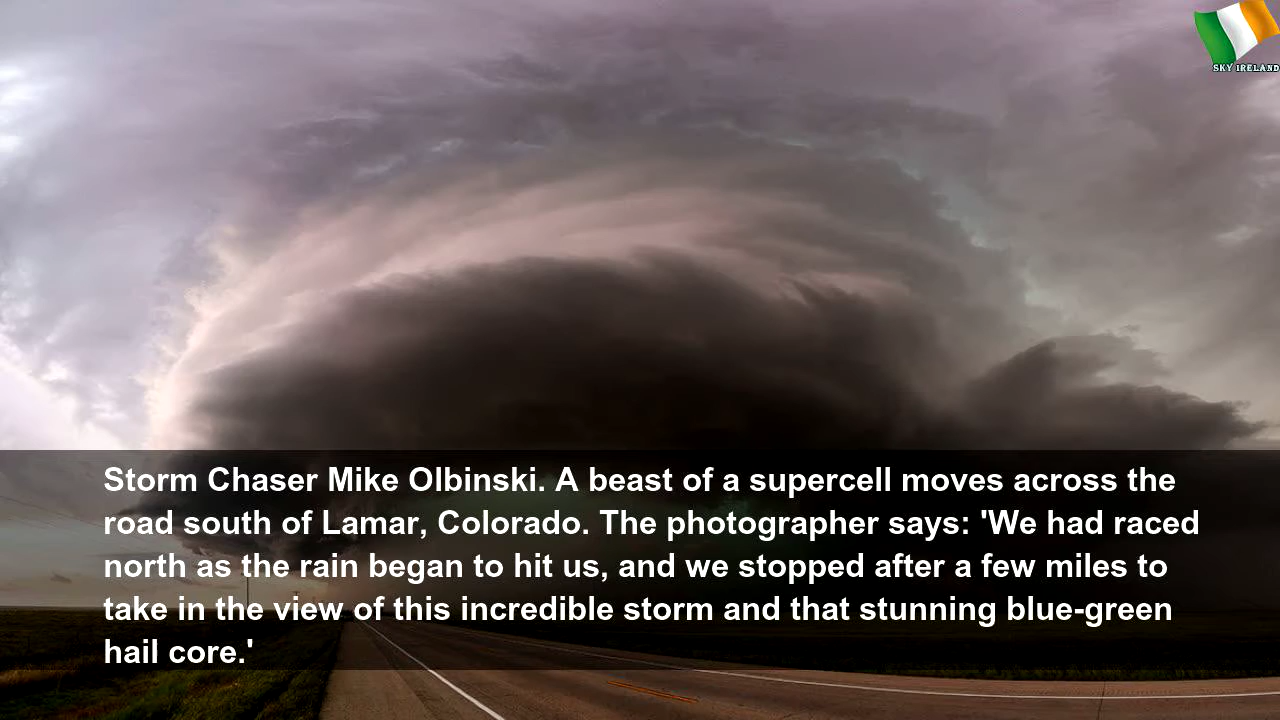 SKY IRELAND
Storm Chaser Mike Olbinski. A beast of a supercell moves across the
road south of Lamar, Colorado. The photographer says: 'We had raced
north as the rain began to hit us, and we stopped after a few miles to
take in the view of this incredible storm and that stunning blue-green
hail core.'